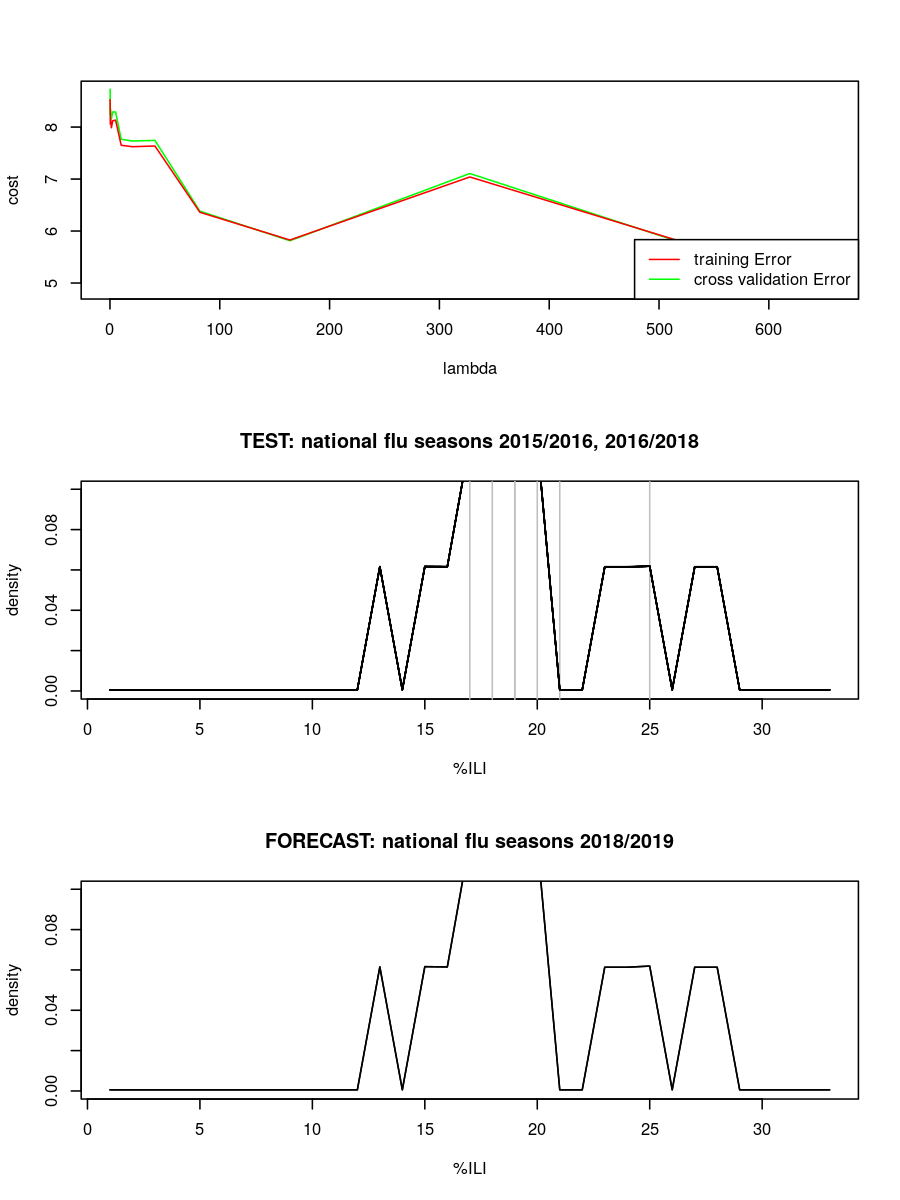 8
7
6
5
cost
training Error
cross validation Error
0 100 200 300 400 500 600
lambda
TEST: national flu seasons 2015/2016, 2016/2018
0.08
0.04
0.00
density
0 5 10 15 20 25 30
%ILI
FORECAST: national flu seasons 2018/2019
0.08
0.04
0.00
density
0 5 10 15 20 25 30
%ILI